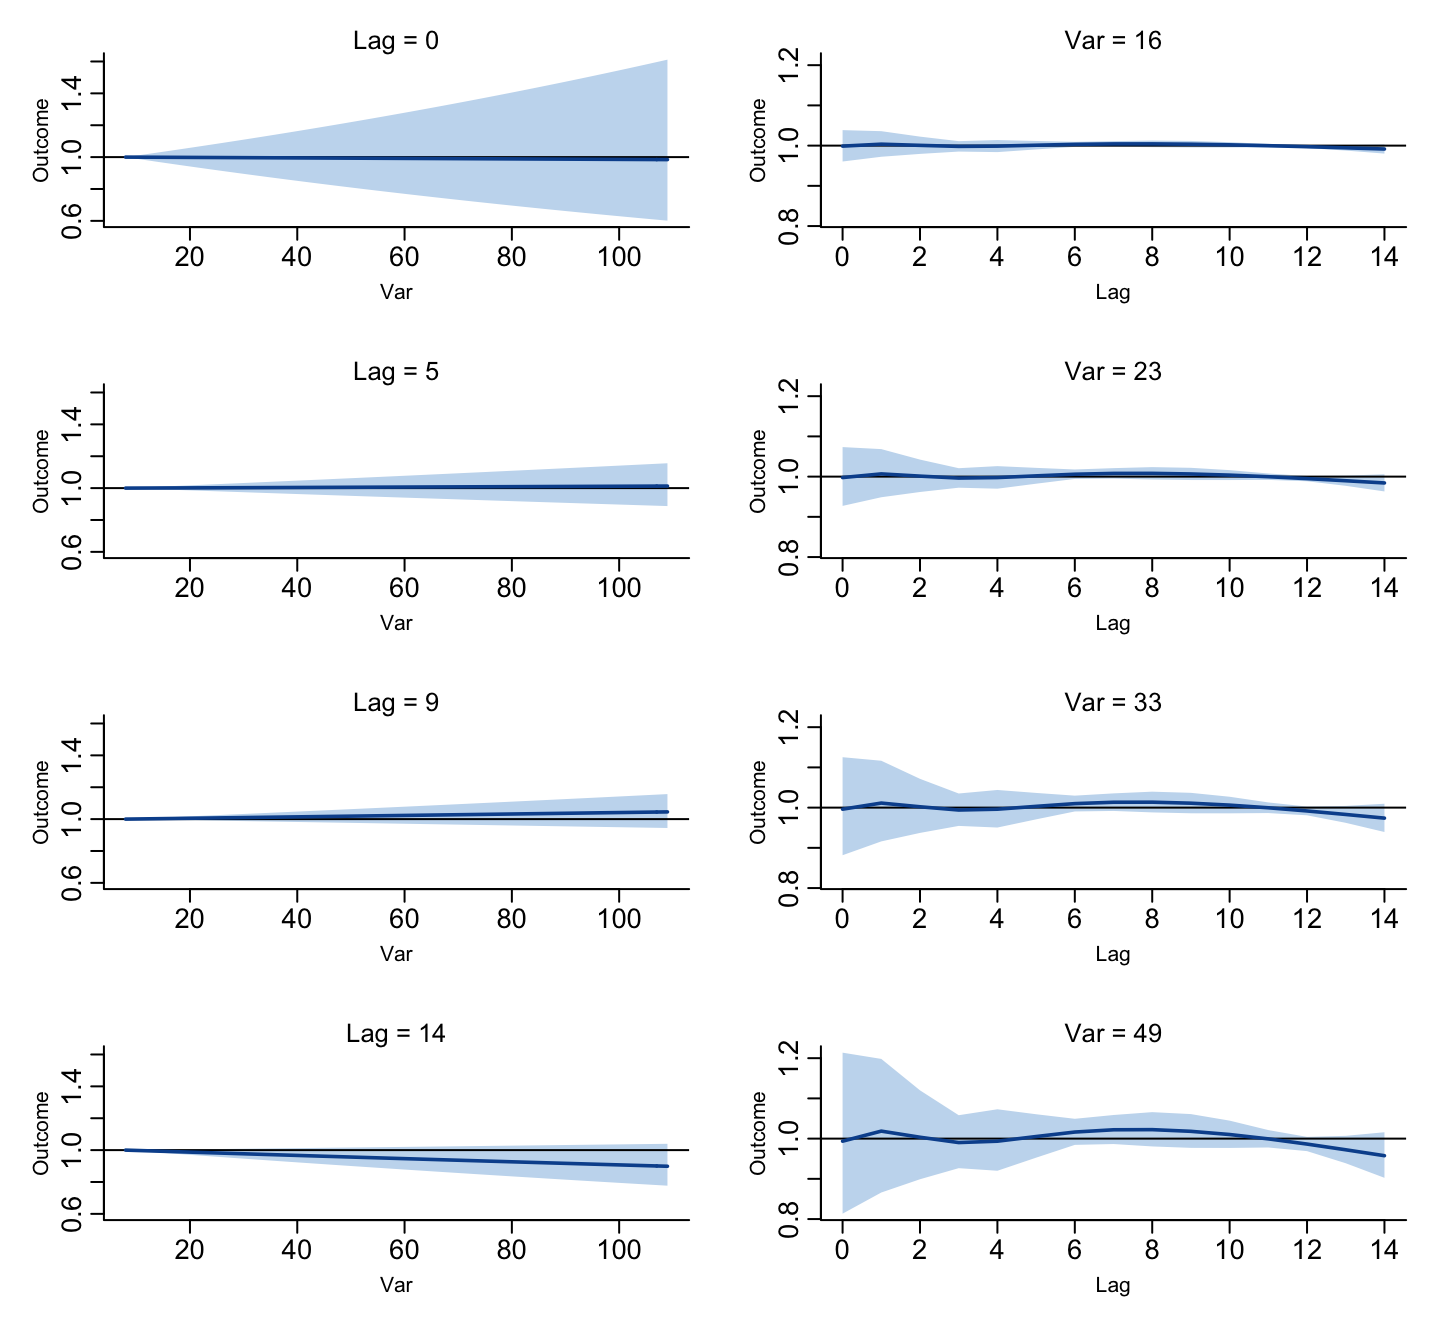 Lag = 0
Outcome
0.6 1.0 1.4
20 40 60 80 100
Var
Var = 16
Outcome
0.8 1.0 1.2
0 2 4 6 8 10 12 14
Lag
Lag = 5
Outcome
0.6 1.0 1.4
20 40 60 80 100
Var
Var = 23
Outcome
0.8 1.0 1.2
0 2 4 6 8 10 12 14
Lag
Lag = 9
Outcome
0.6 1.0 1.4
20 40 60 80 100
Var
Var = 33
Outcome
0.8 1.0 1.2
0 2 4 6 8 10 12 14
Lag
Lag = 14
Outcome
0.6 1.0 1.4
20 40 60 80 100
Var
Var = 49
Outcome
0.8 1.0 1.2
0 2 4 6 8 10 12 14
Lag